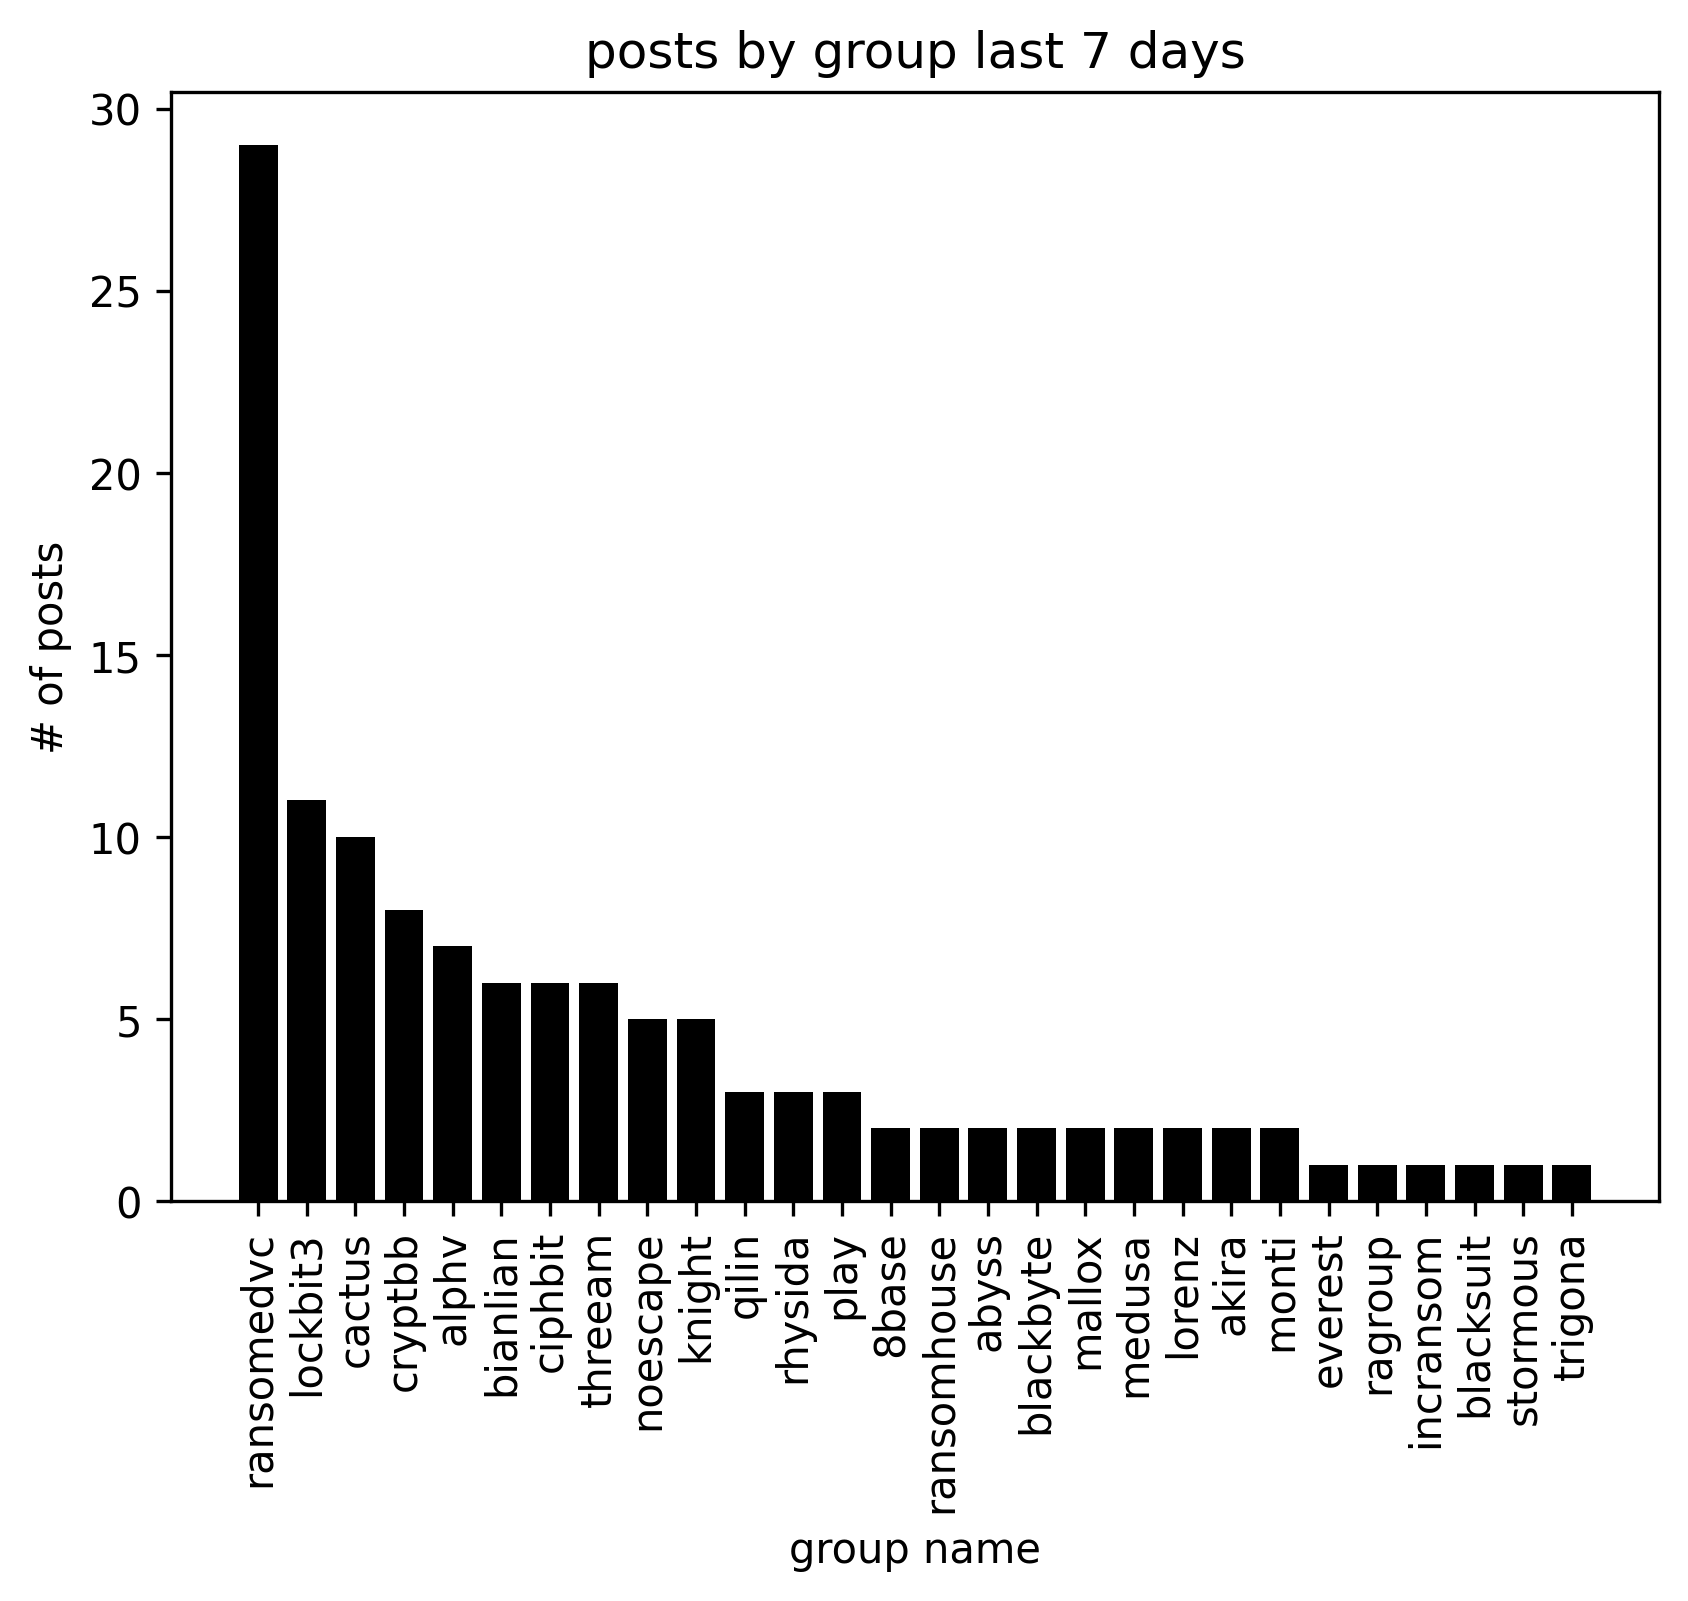 posts by group last 7 days
30
25
20
15
10
5
0
# of posts
ransomedvc
lockbit3
cactus
cryptbb
alphv
bianlian
ciphbit
threeam
noescape
knight
qilin
rhysida
play
8base
ransomhouse
abyss
blackbyte
mallox
medusa
lorenz
akira
monti
everest
ragroup
incransom
blacksuit
stormous
trigona
group name